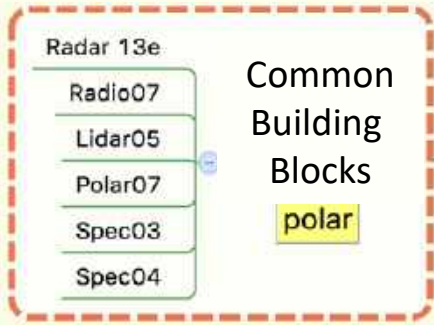 Radar 13e
Radio07
Lidar05
Polar07
Spec03
Spec04
Common
Building
Blocks
polar